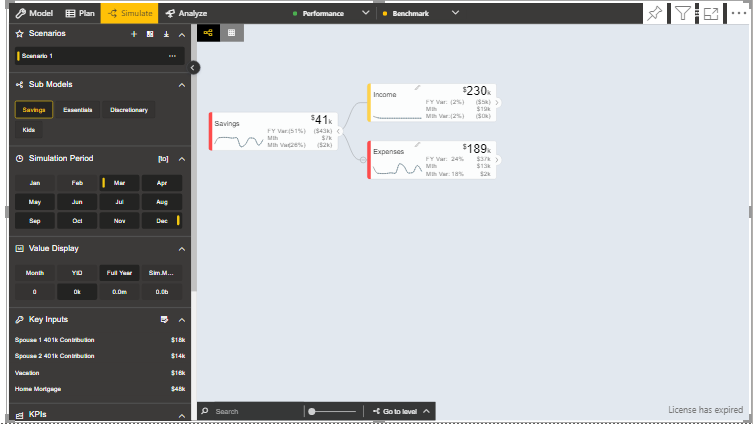 Model Plan Simulate Analyze Performance Benchmark
Scenarios
Scenario 1
Sub Models
Savings Essentials Discretionary
Kids
Simulation Period
Jan Feb Mar Apr
May Jun Jul Aug
Sep Oct Nov Dec
Value Display
Month YTD Full Year Sim.M...
0 0k 0.0m 0.0b
Key Inputs
Spouse 1 401k Contribution $18k
Spouse 2 401k Contribution $14k
Vacation $16k
Home Mortgage $48k
KPIs
Savings $41k
FY Var:(51%) ($43k)
Mth $7k
Mth Var:(26%) ($2k)
Income $230k
FY Var: (2%) ($5k)
Mth $19k
Mth Var:(2%) ($0k)
Expenses $189k
FY Var: 24% $37k
Mth $13k
Mth Var: 18% $2k
Search
Go to level
License has expired